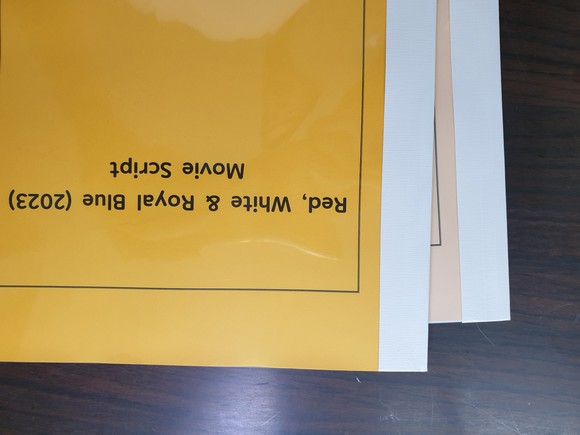 Red, White & Royal Blue (2023)
Movie Script